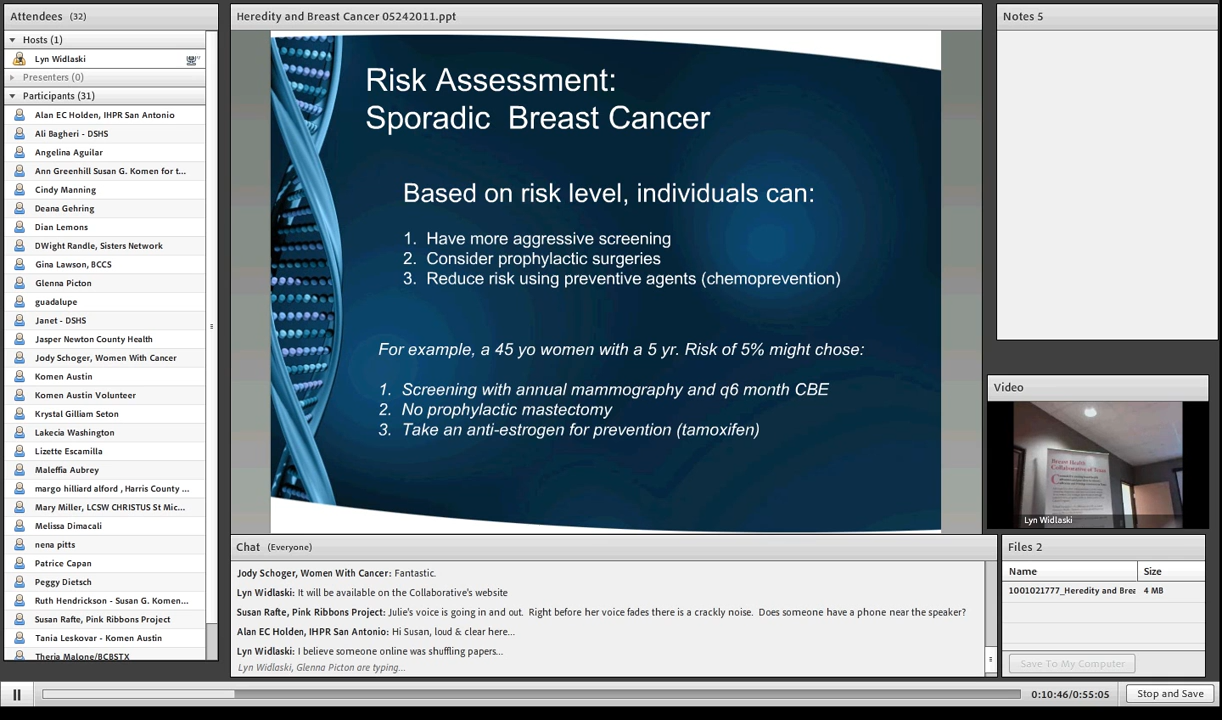 Attendees (32)
Hosts (1)
Lyn Widlaski
Presenters (0)
Participants (31)
Alan EC Holden, IHPR San Antonio
Ali Bagheri - DSHS
Angelina Aguilar
Ann Greenhill Susan G. Komen for t...
Cindy Manning
Deana Gehring
Dian Lemons
DWight Randle, Sisters Network
Gina Lawson, BCCS
Glenna Picton
guadalupe
Janet - DSHS
Jasper Newton County Health
Jody Schoger, Women With Cancer
Komen Austin
Komen Austin Volunteer
Krystal Gilliam Seton
Lakecia Washington
Lizette Escamilla
Maleffia Aubrey
margo hilliard alford , Harris County ...
Mary Miller, LCSW CHRISTUS St Mic...
Melissa Dimacali
nena pitts
Patrice Capan
Peggy Dietsch
Ruth Hendrickson - Susan G. Komen...
Susan Rafte, Pink Ribbons Project
Tania Leskovar - Komen Austin
Theria Malone/BCBSTX
Heredity and Breast Cancer 05242011.ppt
Risk Assessment:
Sporadic Breast Cancer
Based on risk level, individuals can:
1. Have more aggressive screening
2. Consider prophylactic surgeries
3. Reduce risk using preventive agents (chemoprevention)
For example, a 45 yo women with a 5 yr. Risk of 5% might chose:
1. Screening with annual mammography and q6 month CBE
2. No prophylactic mastectomy
3. Take an anti-estrogen for prevention (tamoxifen)
Chat (Everyone)
Jody Schoger, Women With Cancer: Fantastic.
Lyn Widlaski: It will be available on the Collaborative's website
Susan Rafte, Pink Ribbons Project: Julie's voice is going in and out. Right before her voice fades there is a crackly noise. Does someone have a phone near the speaker?
Alan EC Holden, IHPR San Antonio: Hi Susan, loud & clear here...
Lyn Widlaski: I believe someone online was shuffling papers...
Lyn Widlaski, Glenna Picton are typing...
Notes 5
Video
Breast Health
Collaborative of Texas
Lyn Widlaski
Files 2
Name Size
1001021777_Heredity and Brea 4 MB
Save To My Computer
0:10:46/0:55:05
Stop and Save